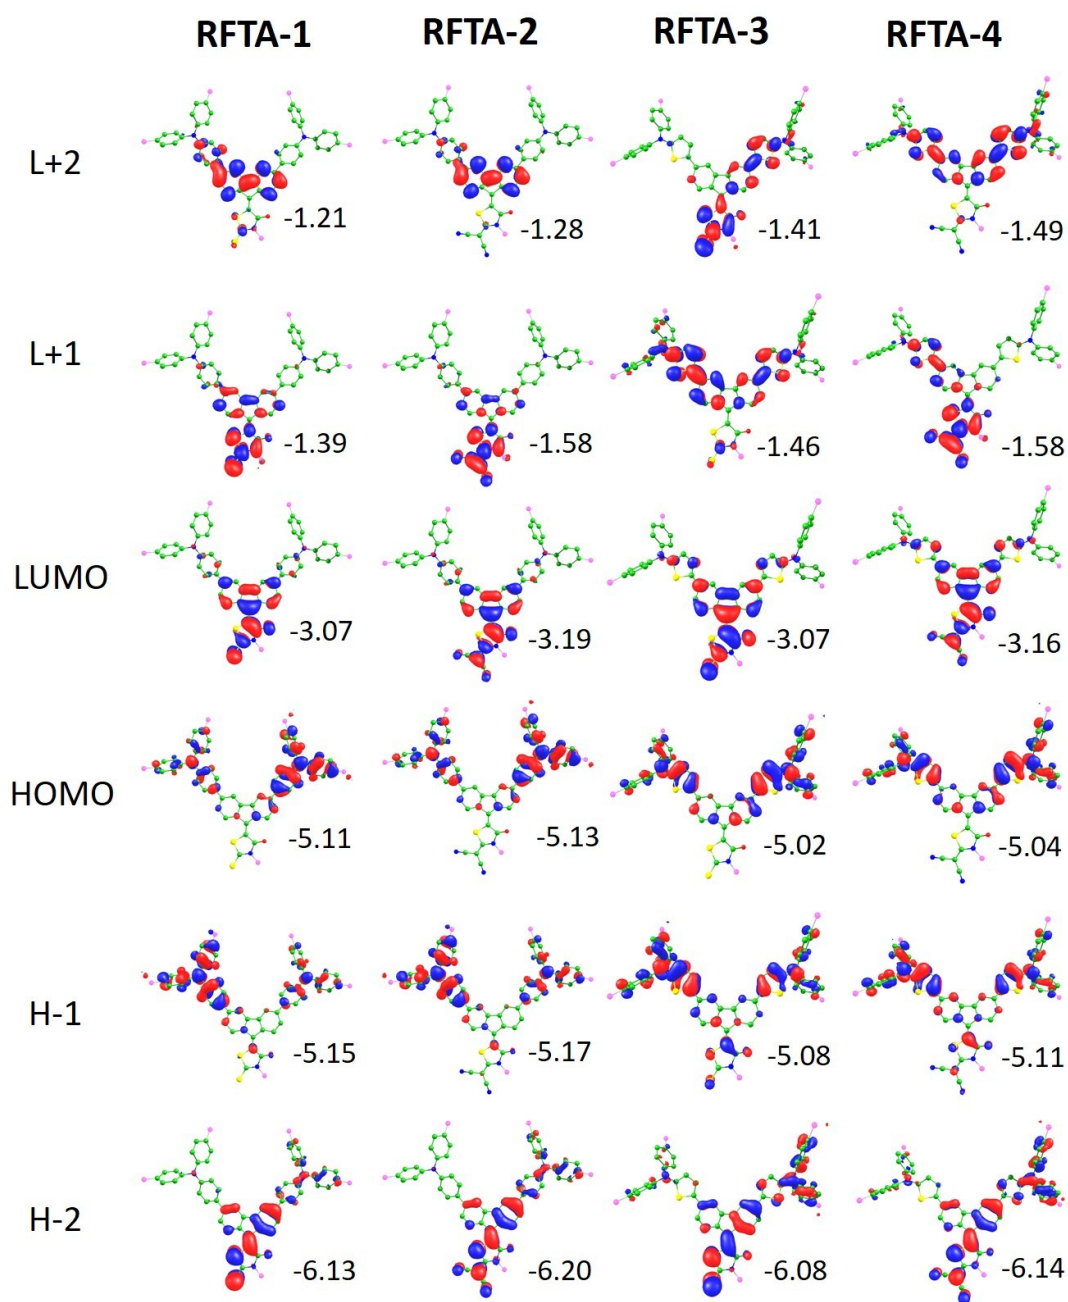 RFTA-1 RFTA-2 RFTA-3 RFTA-4
L+2 -1.21 -1.28 -1.41 -1.49
L+1 -1.39 -1.58 -1.46 -1.58
LUMO -3.07 -3.19 -3.07 -3.16
HOMO -5.11 -5.13 -5.02 -5.04
H-1 -5.15 -5.17 -5.08 -5.11
H-2 -6.13 -6.20 -6.08 -6.14